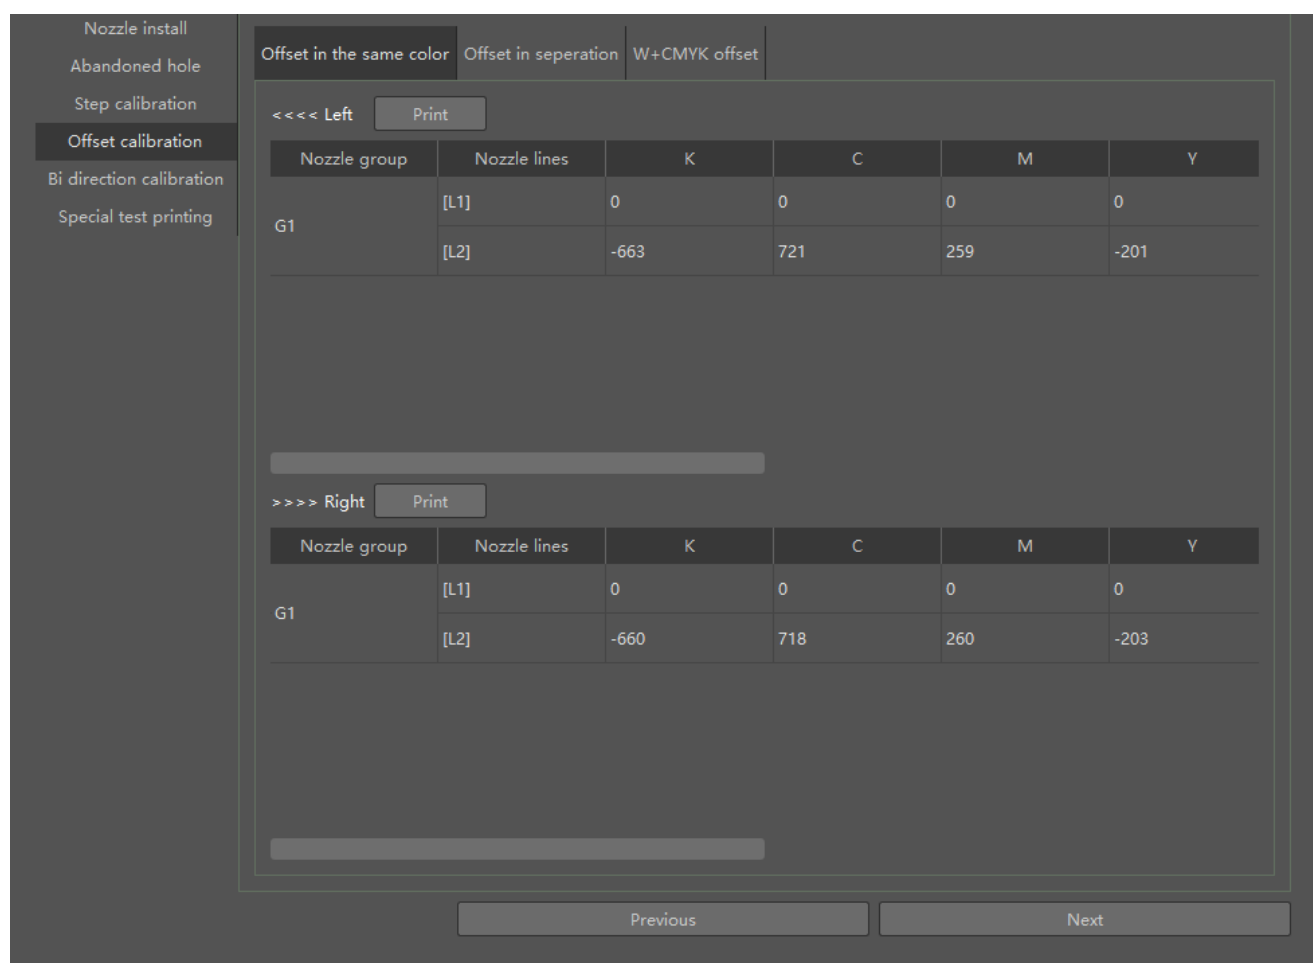 Nozzle install
Abandoned hole
Step calibration
Offset calibration
Bi direction calibration
Special test printing
Offset in the same color Offset in seperation W+CMYK offset
<<<< Left Print
Nozzle group Nozzle lines K C M Y
G1
[L1] 0 0 0 0
[L2] -663 721 259 -201
>>>> Right Print
Nozzle group Nozzle lines K C M Y
G1
[L1] 0 0 0 0
[L2] -660 718 260 -203
Previous Next